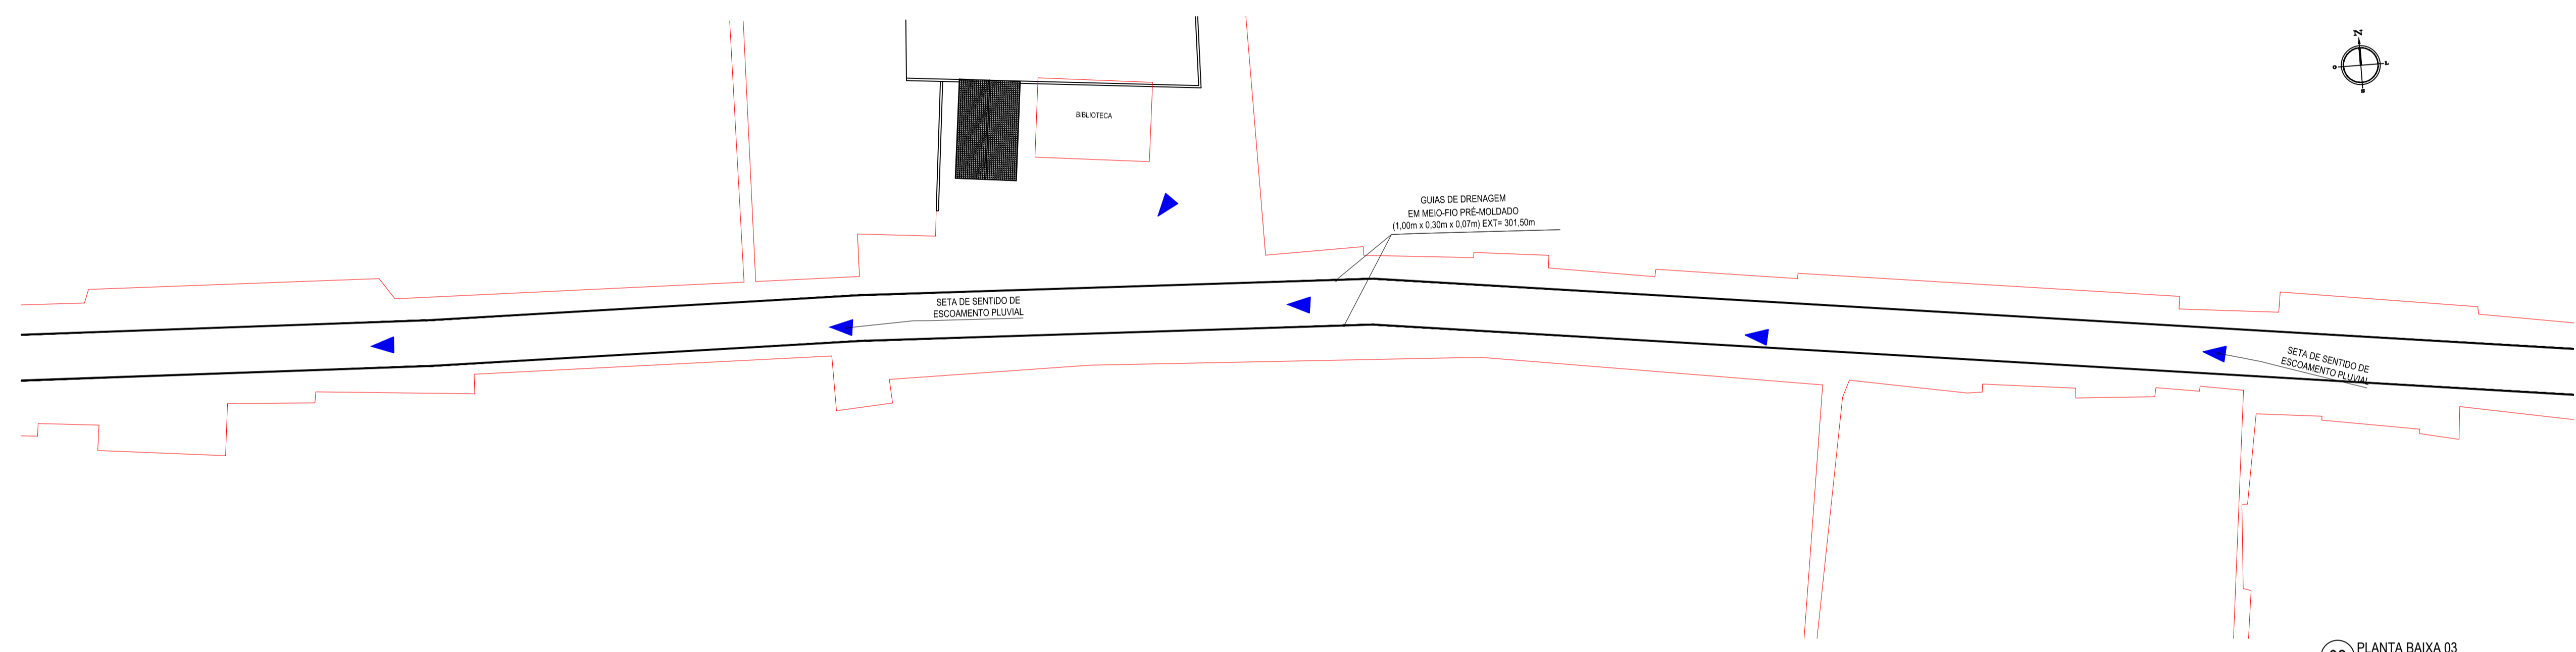 N
O
L
S
BIBLIOTECA
GUIAS DE DRENAGEM
EM MEIO-FIO PRÉ-MOLDADO
(1,00m x 0,30m x 0,07m) EXT= 301,50m
SETA DE SENTIDO DE
ESCOAMENTO PLUVIAL
SETA DE SENTIDO DE
ESCOAMENTO PLUVIAL
PLANTA BAIXA 03